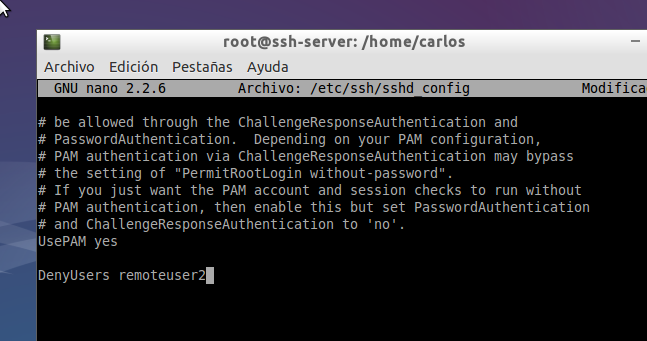 root@ssh-server: /home/carlos
Archivo Edición Pestañas Ayuda
GNU nano 2.2.6 Archivo: /etc/ssh/sshd_config Modifica
# be allowed through the ChallengeResponseAuthentication and
# PasswordAuthentication.  Depending on your PAM configuration,
# PAM authentication via ChallengeResponseAuthentication may bypass
# the setting of "PermitRootLogin without-password".
# If you just want the PAM account and session checks to run without
# PAM authentication, then enable this but set PasswordAuthentication
# and ChallengeResponseAuthentication to 'no'.
UsePAM yes
DenyUsers remoteuser2